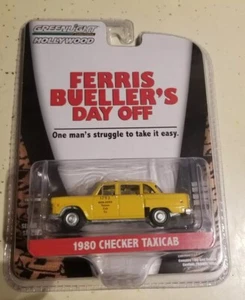 GREENLIGHT
HOLLYWOOD
FERRIS
BUELLER'S
DAY OFF
One man's struggle to take it easy.
1980 CHECKER TAXICAB